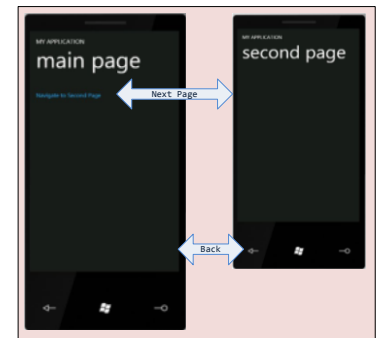 MY APPLICATION
main page
Navigate to Second Page
Next Page
Back
MY APPLICATION
second page